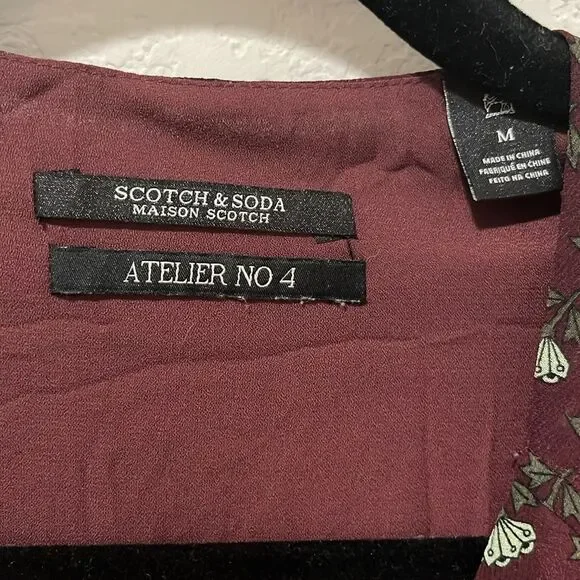 SCOTCH & SODA
MAISON SCOTCH
ATELIER NO 4
M
MADE IN CHINA
FABRIQUÉ EN CHINE
FEITO NA CHINA